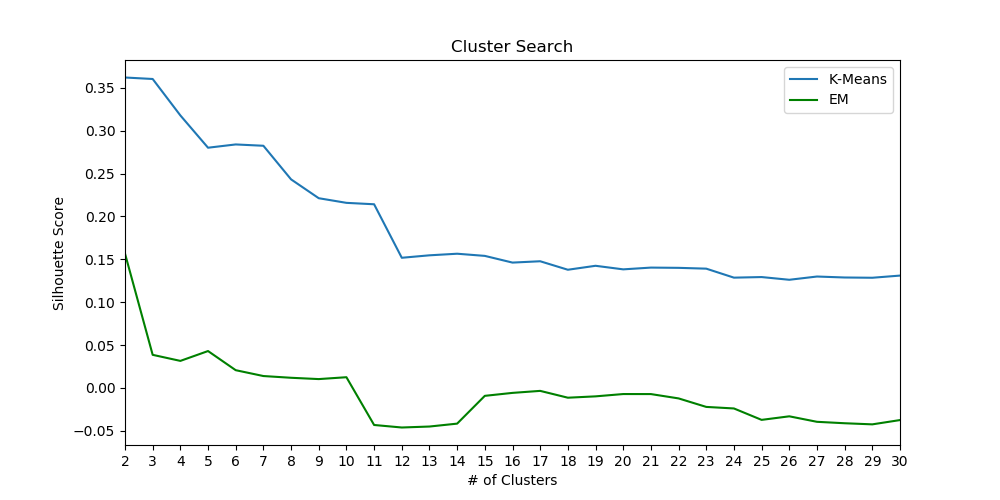 Cluster Search
K-Means
EM
Silhouette Score
0.35
0.30
0.25
0.20
0.15
0.10
0.05
0.00
−0.05
2 3 4 5 6 7 8 9 10 11 12 13 14 15 16 17 18 19 20 21 22 23 24 25 26 27 28 29 30
# of Clusters